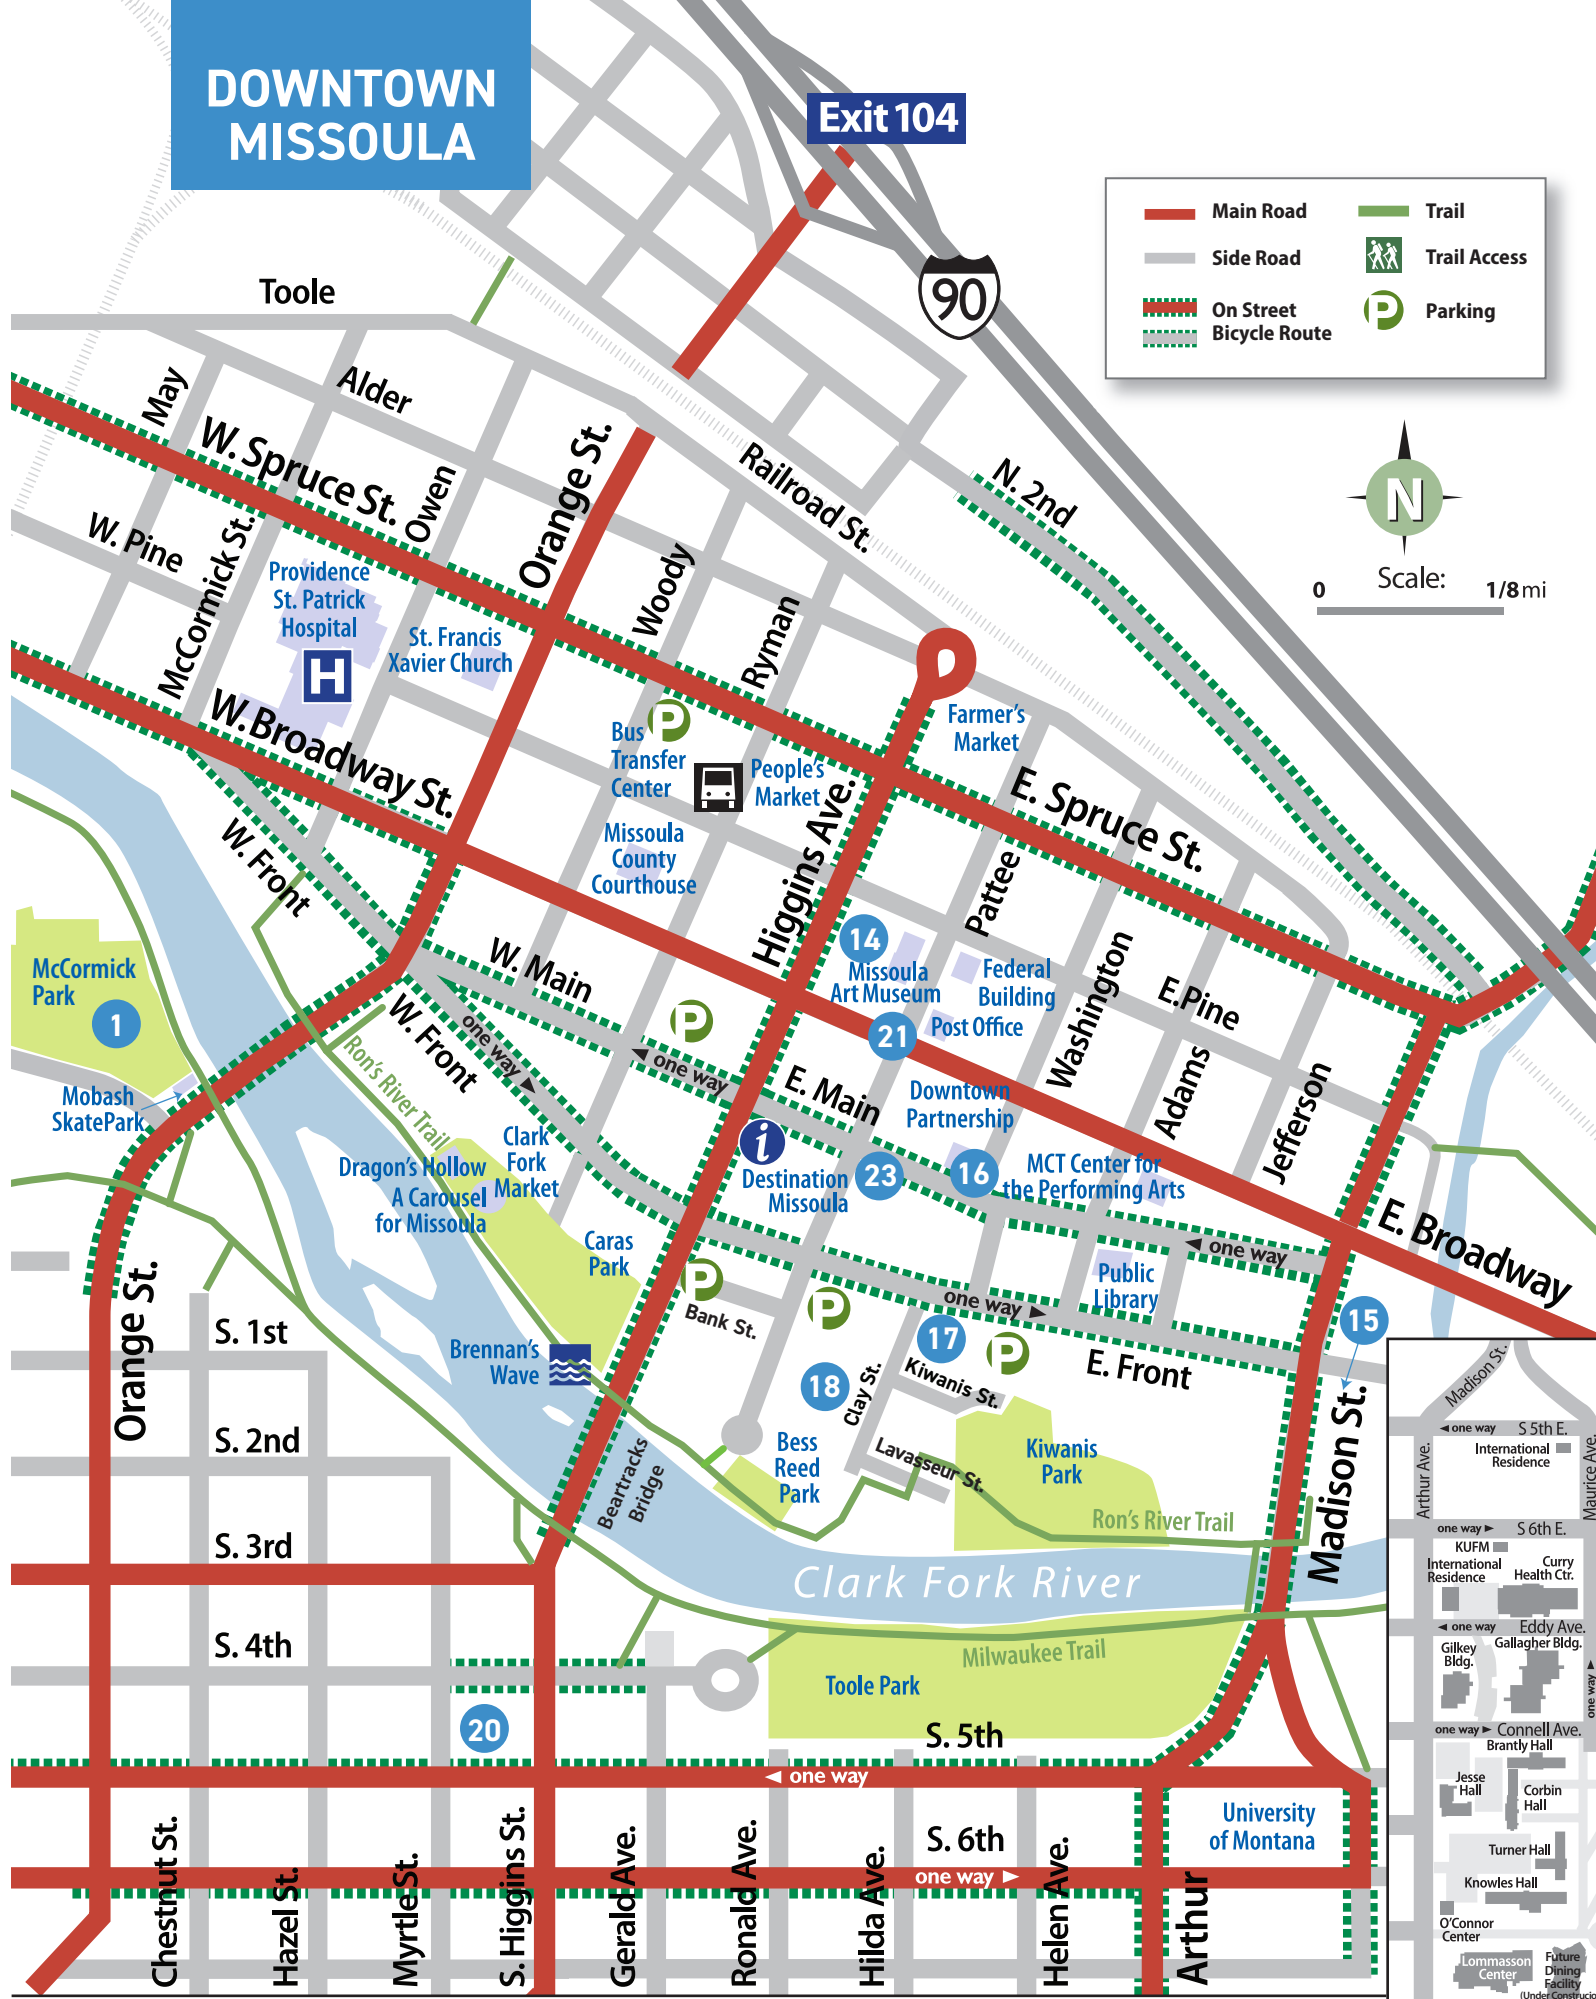 DOWNTOWN
MISSOULA
Exit 104
90
Main Road
Side Road
On Street
Bicycle Route
Trail
Trail Access
P
Parking
N
Scale:
0
1/8 mi
Toole
May
Alder
W. Spruce St.
Owen
Orange St.
W. Pine
McCormick St.
Railroad St.
N. 2nd
Woody
Ryman
Providence
St. Patrick
Hospital
H
St. Francis
Xavier Church
W. Broadway St.
P
Bus
Transfer
Center
People's
Market
Farmer's
Market
E. Spruce St.
Missoula
County
Courthouse
Higgins Ave.
Pattee
W. Front
14
Missoula
Art Museum
Federal
Building
Washington
E. Pine
McCormick
Park
1
W. Main
P
21
Post Office
W. Front
one way
one way
E. Main
Adams
Jefferson
Mobash
SkatePark
Ron's River Trail
Downtown
Partnership
Clark
Fork
Market
i
Destination
Missoula
23
16
MCT Center for
the Performing Arts
Dragon's Hollow
A Carousel
for Missoula
E. Broadway
Caras
Park
one way
Public
Library
P
Bank St.
P
one way
15
Orange St.
S. 1st
17
P
E. Front
Brennan's
Wave
18
Clay St.
Kiwanis St.
Madison St.
S. 2nd
Beartracks
Bridge
Bess
Reed
Park
Lavasseur St.
Kiwanis
Park
Ron's River Trail
S. 3rd
Clark Fork River
S. 4th
Milwaukee Trail
Toole Park
20
S. 5th
one way
University
of Montana
S. 6th
one way
Chestnut St.
Hazel St.
Myrtle St.
S. Higgins St.
Gerald Ave.
Ronald Ave.
Hilda Ave.
Helen Ave.
Arthur
Madison St.
one way
S 5th E.
Arthur Ave.
Maurice Ave.
International
Residence
one way
S 6th E.
KUFM
International
Residence
Curry
Health Ctr.
one way
Eddy Ave.
Gilkey
Bldg.
Gallagher Bldg.
one way
one way
Connell Ave.
Brantly Hall
Jesse
Hall
Corbin
Hall
Turner Hall
Knowles Hall
O'Connor
Center
Lommasson
Center
Future
Dining
Facility